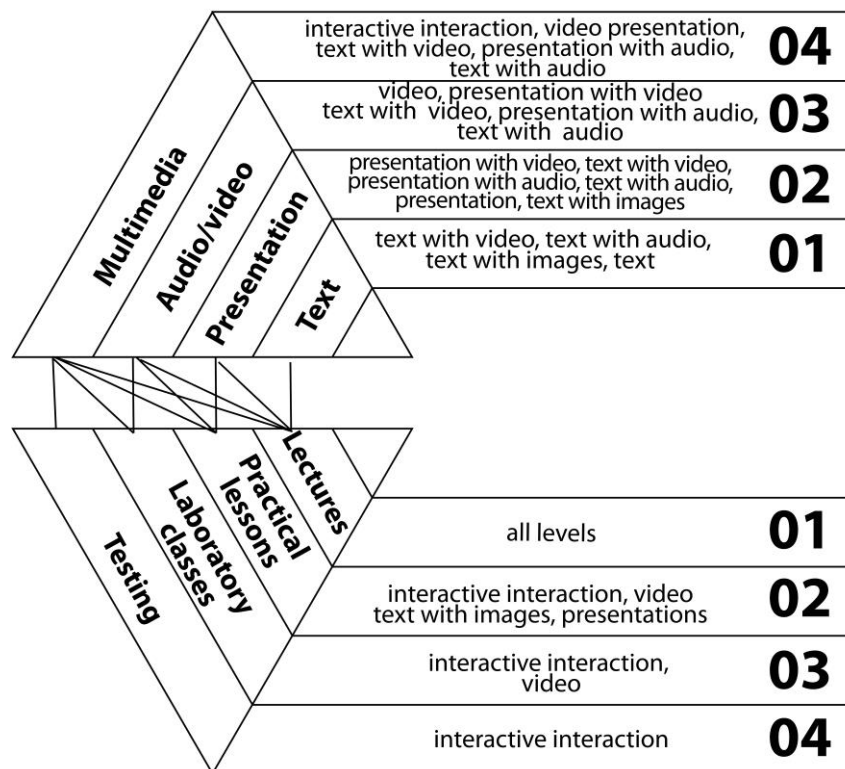 interactive interaction, video presentation,
text with video, presentation with audio,
text with audio
04
video, presentation with video
text with video, presentation with audio,
text with audio
03
presentation with video, text with video,
presentation with audio, text with audio,
presentation, text with images
02
text with video, text with audio,
text with images, text
01
Multimedia
Audio/video
Presentation
Text
Testing
Laboratory
classes
Practical
lessons
Lectures
all levels
01
interactive interaction, video
text with images, presentations
02
interactive interaction,
video
03
interactive interaction
04